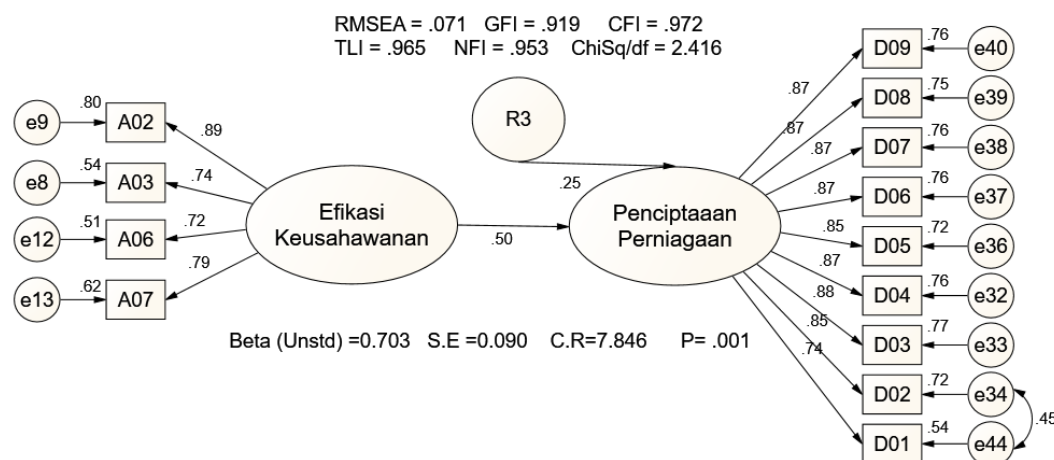 RMSEA = .071 GFI = .919 CFI = .972
TLI = .965 NFI = .953 ChiSq/df = 2.416
R3
.25
e9 .80 A02 .89
e8 .54 A03 .74
e12 .51 A06 .72
e13 .62 A07 .79
Efikasi
Keusahawanan
.50
Penciptaaan
Perniagaan
.87 D09 .76 e40
.87 D08 .75 e39
.87 D07 .76 e38
.87 D06 .76 e37
.85 D05 .72 e36
.87 D04 .76 e32
.88 D03 .77 e33
.85 D02 .72 e34
.74 D01 .54 e44
.45
Beta (Unstd) =0.703 S.E =0.090 C.R=7.846 P= .001